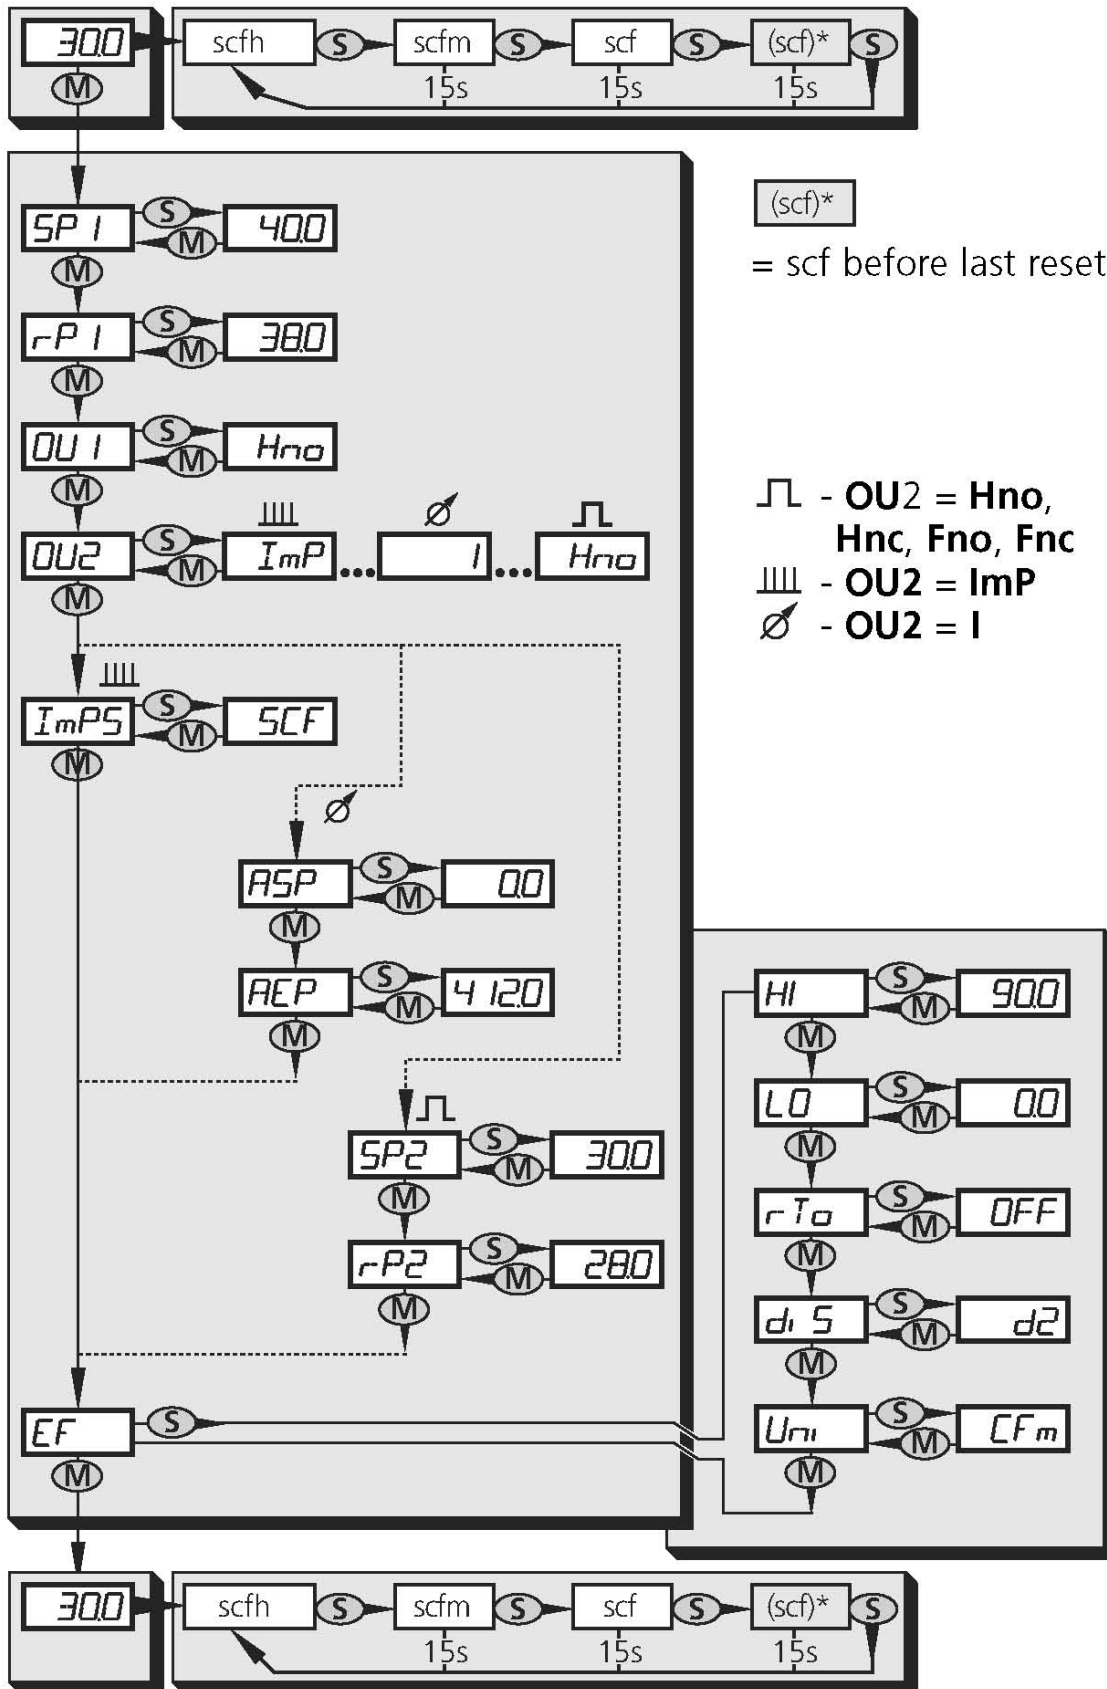 30.0 scfh S scfm S scf S (scf)* S
M 15s 15s 15s
SP1 S M 40.0
(scf)*
= scf before last reset
M
rP1 S M 38.0
M
OU1 S M Hno
M
OU2 S M ImP ... I ... Hno
M
- OU2 = Hno,
Hnc, Fno, Fnc
- OU2 = ImP
- OU2 = I
ImPS S M SCF
M
ASP S M 0.0
M
AEP S M 412.0
M
SP2 S M 30.0
M
rP2 S M 28.0
M
EF S
M
HI S M 90.0
M
LO S M 0.0
M
rTo S M OFF
M
diS S M d2
M
Uni S M CFm
M
30.0 scfh S scfm S scf S (scf)* S
15s 15s 15s